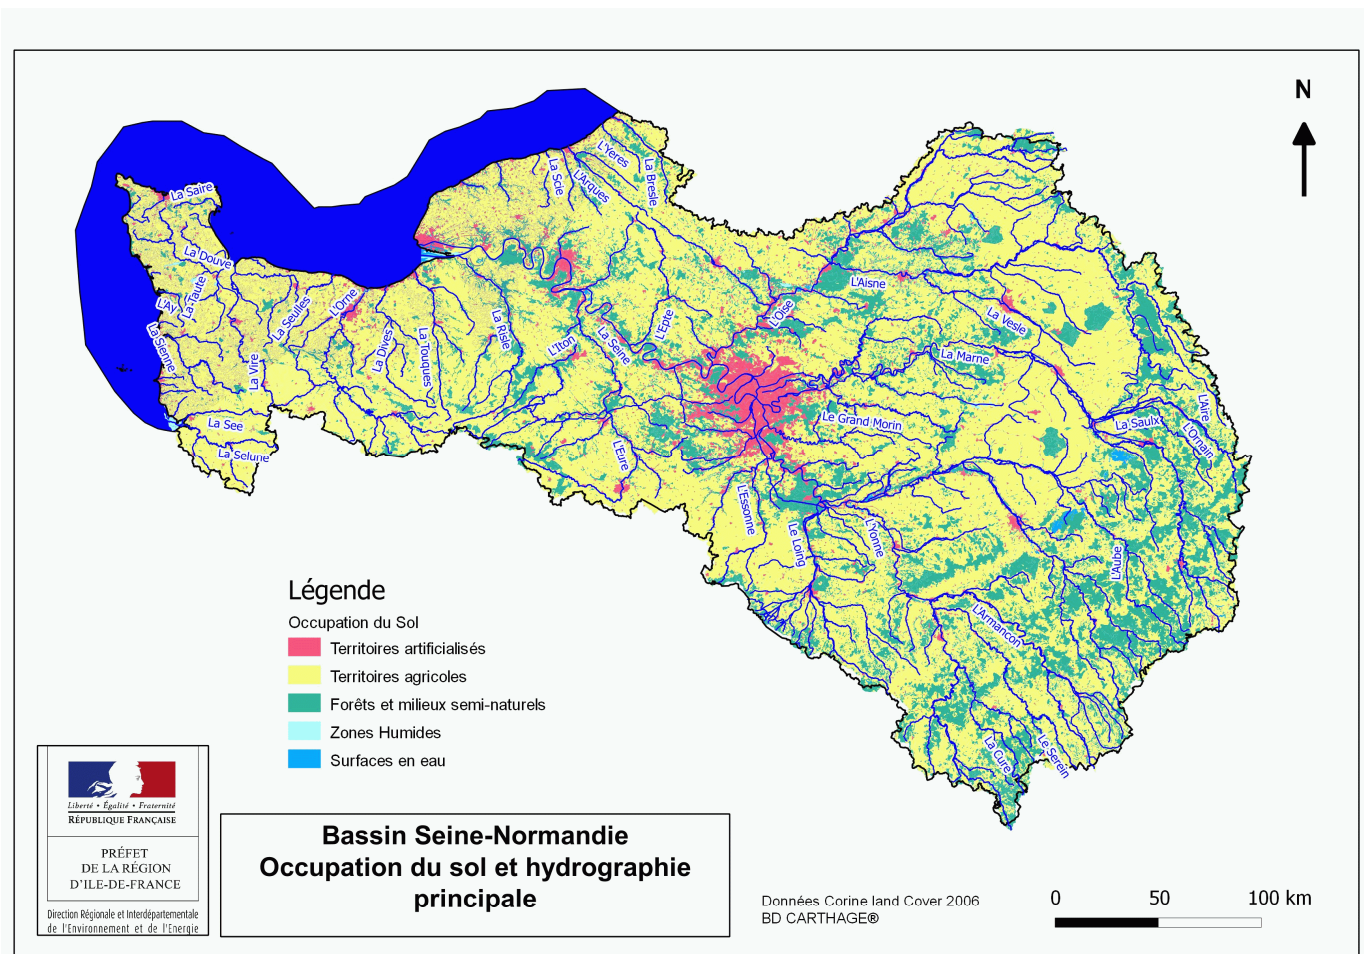 N
La Saire
La Douve
L'Ay
La Taute
La Sienne
La Vire
La Seulles
L'Orne
La Dives
La Touques
La Risle
L'Iton
La Seine
L'Epte
L'Oise
La Scie
L'Arques
L'Yeres
La Bresle
L'Aisne
La Vesle
La Marne
Le Grand Morin
La Saulx
L'Aire
L'Ornain
La See
La Selune
L'Eure
L'Essonne
Le Loing
L'Yonne
L'Aube
L'Armançon
La Cure
Le Serein
Légende
Occupation du Sol
Territoires artificialisés
Territoires agricoles
Forêts et milieux semi-naturels
Zones Humides
Surfaces en eau
Liberté • Égalité • Fraternité
RÉPUBLIQUE FRANÇAISE
PRÉFET
DE LA RÉGION
D'ILE-DE-FRANCE
Direction Régionale et Interdépartementale
de l'Environnement et de l'Energie
Bassin Seine-Normandie
Occupation du sol et hydrographie
principale
Données Corine land Cover 2006
BD CARTHAGE®
0 50 100 km